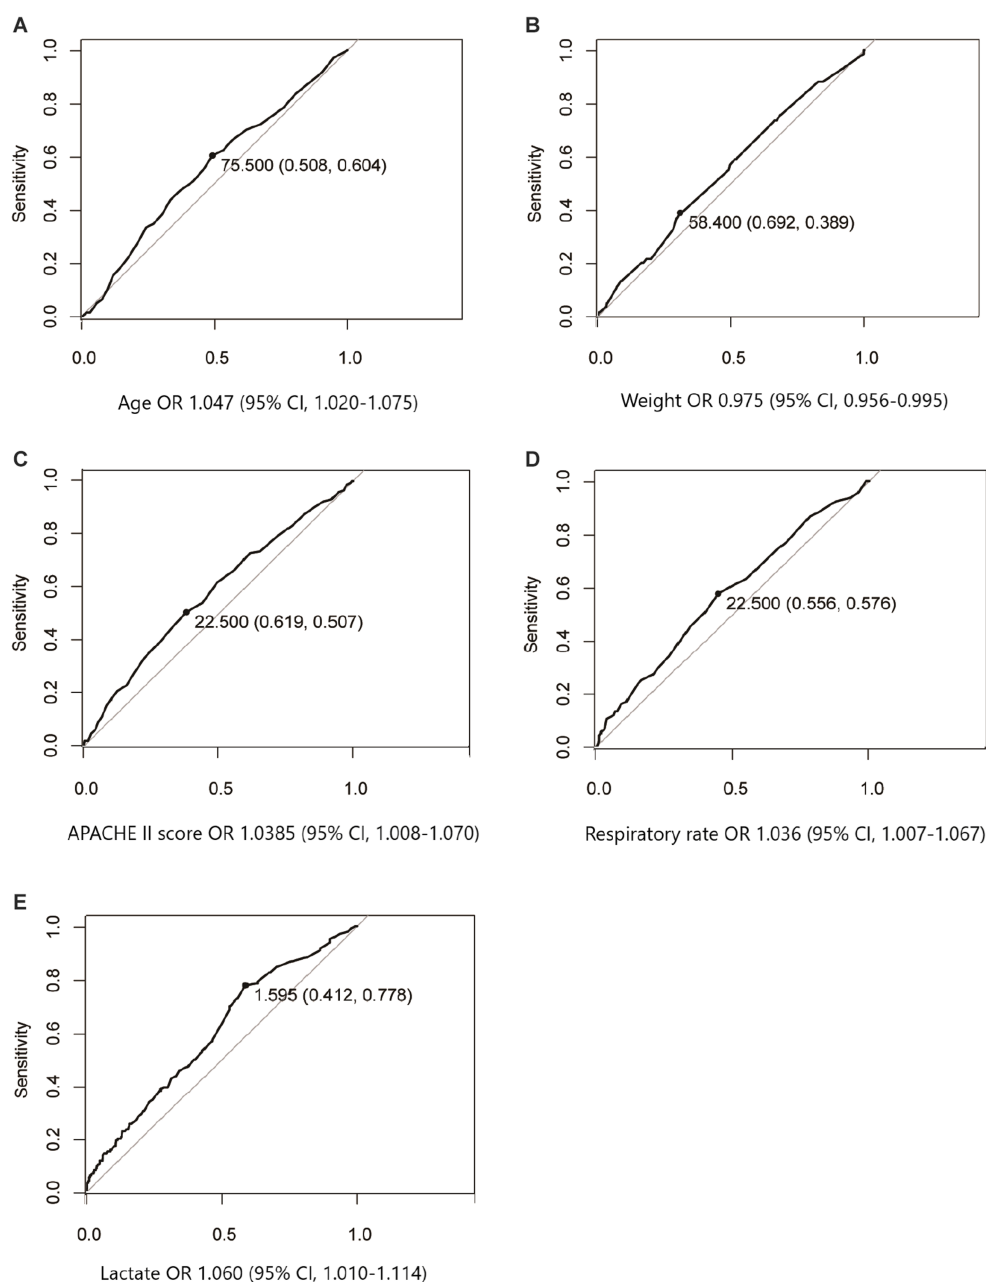 A
Sensitivity
1.0
0.8
0.6
0.4
0.2
0.0
75.500 (0.508, 0.604)
0.0 0.5 1.0
Age OR 1.047 (95% CI, 1.020-1.075)
B
Sensitivity
1.0
0.8
0.6
0.4
0.2
0.0
58.400 (0.692, 0.389)
0.0 0.5 1.0
Weight OR 0.975 (95% CI, 0.956-0.995)
C
Sensitivity
1.0
0.8
0.6
0.4
0.2
0.0
22.500 (0.619, 0.507)
0.0 0.5 1.0
APACHE II score OR 1.0385 (95% CI, 1.008-1.070)
D
Sensitivity
1.0
0.8
0.6
0.4
0.2
0.0
22.500 (0.556, 0.576)
0.0 0.5 1.0
Respiratory rate OR 1.036 (95% CI, 1.007-1.067)
E
Sensitivity
1.0
0.8
0.6
0.4
0.2
0.0
1.595 (0.412, 0.778)
0.0 0.5 1.0
Lactate OR 1.060 (95% CI, 1.010-1.114)